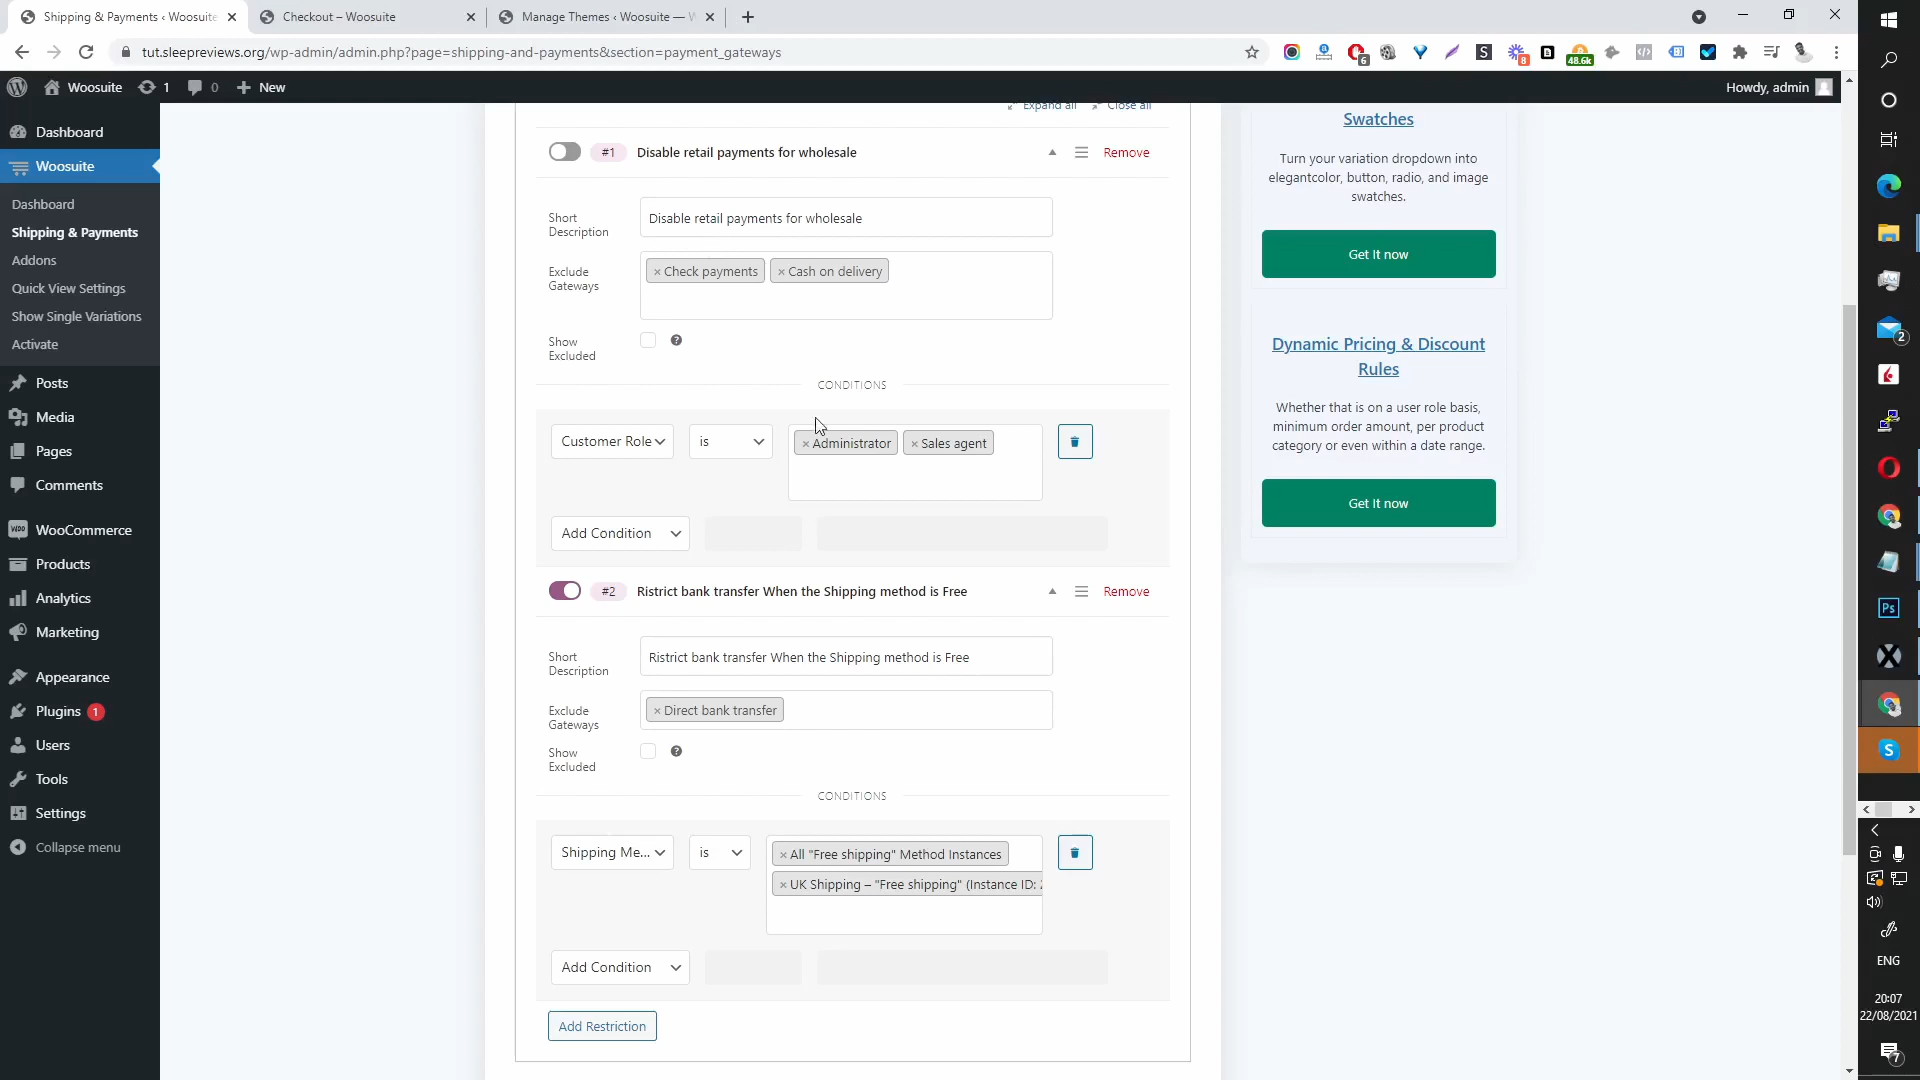 Shipping & Payments ‹ Woosuite
Checkout – Woosuite
Manage Themes ‹ Woosuite — W
tut.sleepreviews.org/wp-admin/admin.php?page=shipping-and-payments&section=payment_gateways
6
S
8
48.6k
Woosuite
1
0
New
Howdy, admin
Dashboard
Woosuite
Dashboard
Shipping & Payments
Addons
Quick View Settings
Show Single Variations
Activate
Posts
Media
Pages
Comments
WooCommerce
Products
Analytics
Marketing
Appearance
Plugins 1
Users
Tools
Settings
Collapse menu
Expand all
Close all
#1
Disable retail payments for wholesale
Remove
Short
Description
Disable retail payments for wholesale
Exclude
Gateways
× Check payments
× Cash on delivery
Show
Excluded
CONDITIONS
Customer Role
is
× Administrator
× Sales agent
Add Condition
#2
Ristrict bank transfer When the Shipping method is Free
Remove
Short
Description
Ristrict bank transfer When the Shipping method is Free
Exclude
Gateways
× Direct bank transfer
Show
Excluded
CONDITIONS
Shipping Me...
is
× All "Free shipping" Method Instances
× UK Shipping – "Free shipping" (Instance ID:
Add Condition
Add Restriction
Swatches
Turn your variation dropdown into
elegantcolor, button, radio, and image
swatches.
Get It now
Dynamic Pricing & Discount
Rules
Whether that is on a user role basis,
minimum order amount, per product
category or even within a date range.
Get It now
2
Ps
S
ENG
20:07
22/08/2021
7